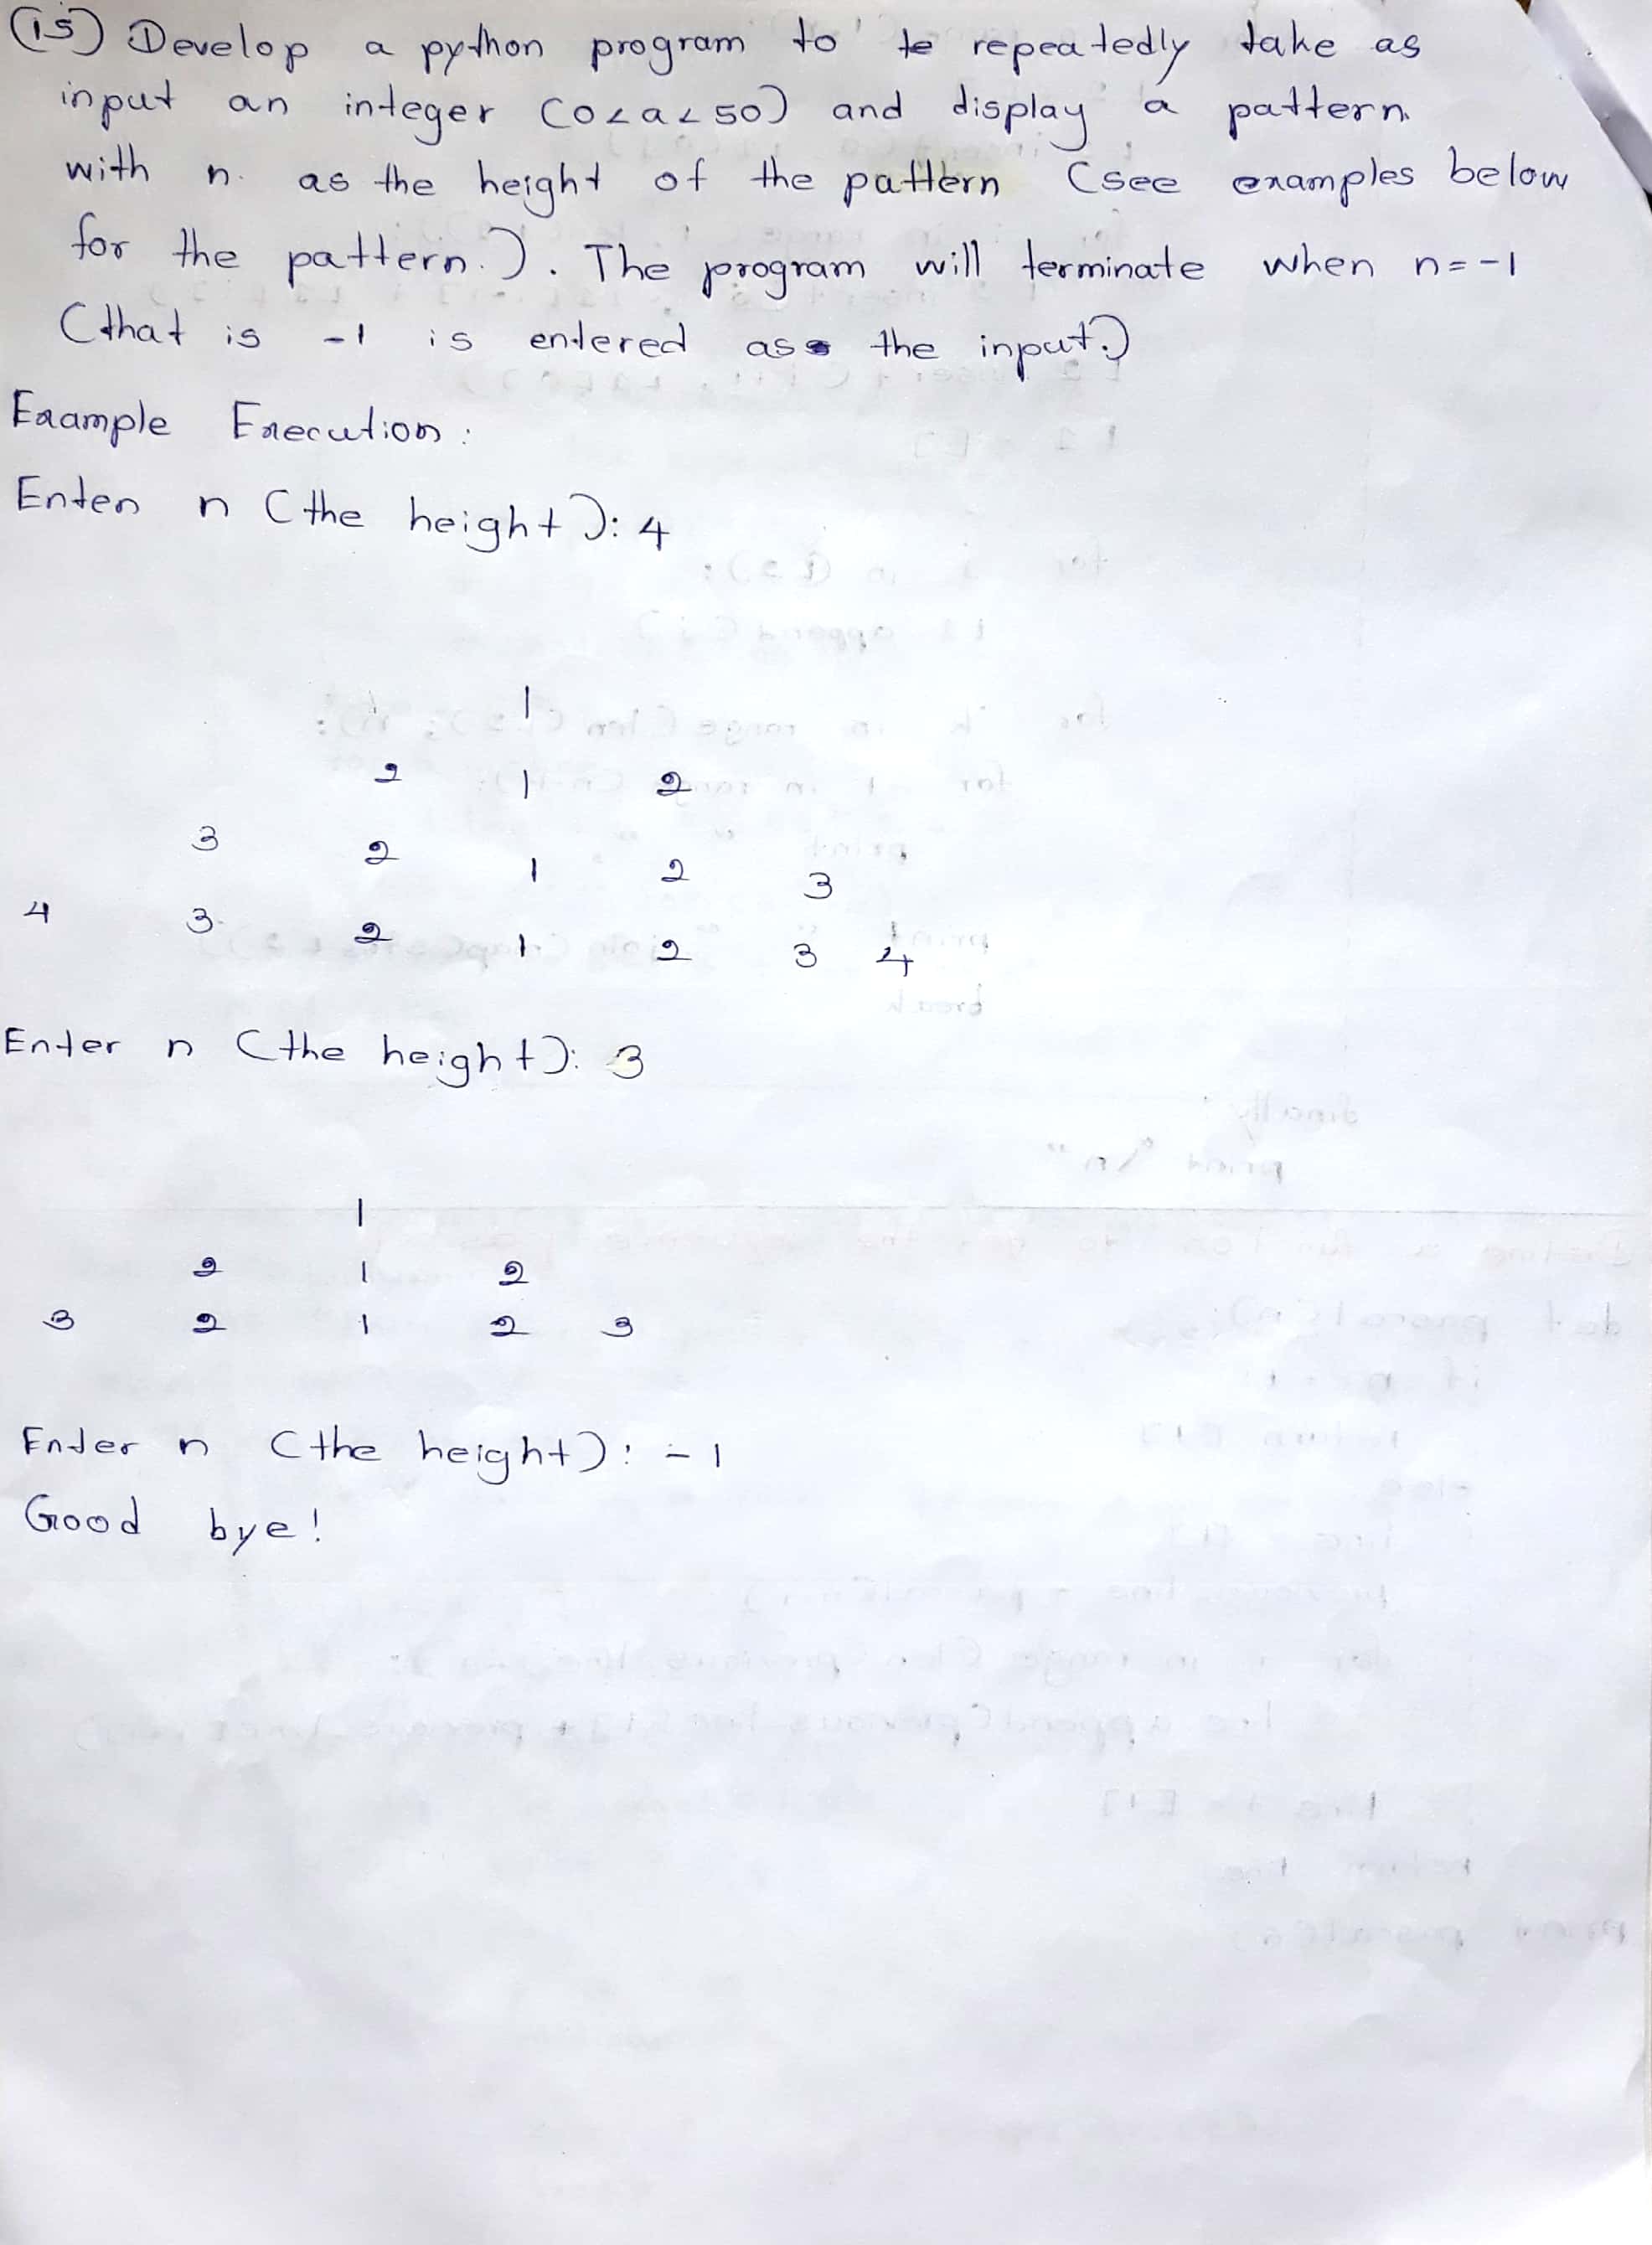 (15) Develop a python program to te repeatedly take as
input an integer (0<a<50) and display a pattern
with n. as the height of the pattern (see examples below
for the pattern.). The program will terminate when n=-1
(that is -1 is entered as the input.)
Example Execution:
Enter n (the height): 4
1
2 1 2
3 2 1 2 3
4 3 2 1 2 3 4
Enter n (the height): 3
1
2 1 2
3 2 1 2 3
Enter n (the height): -1
Good bye!